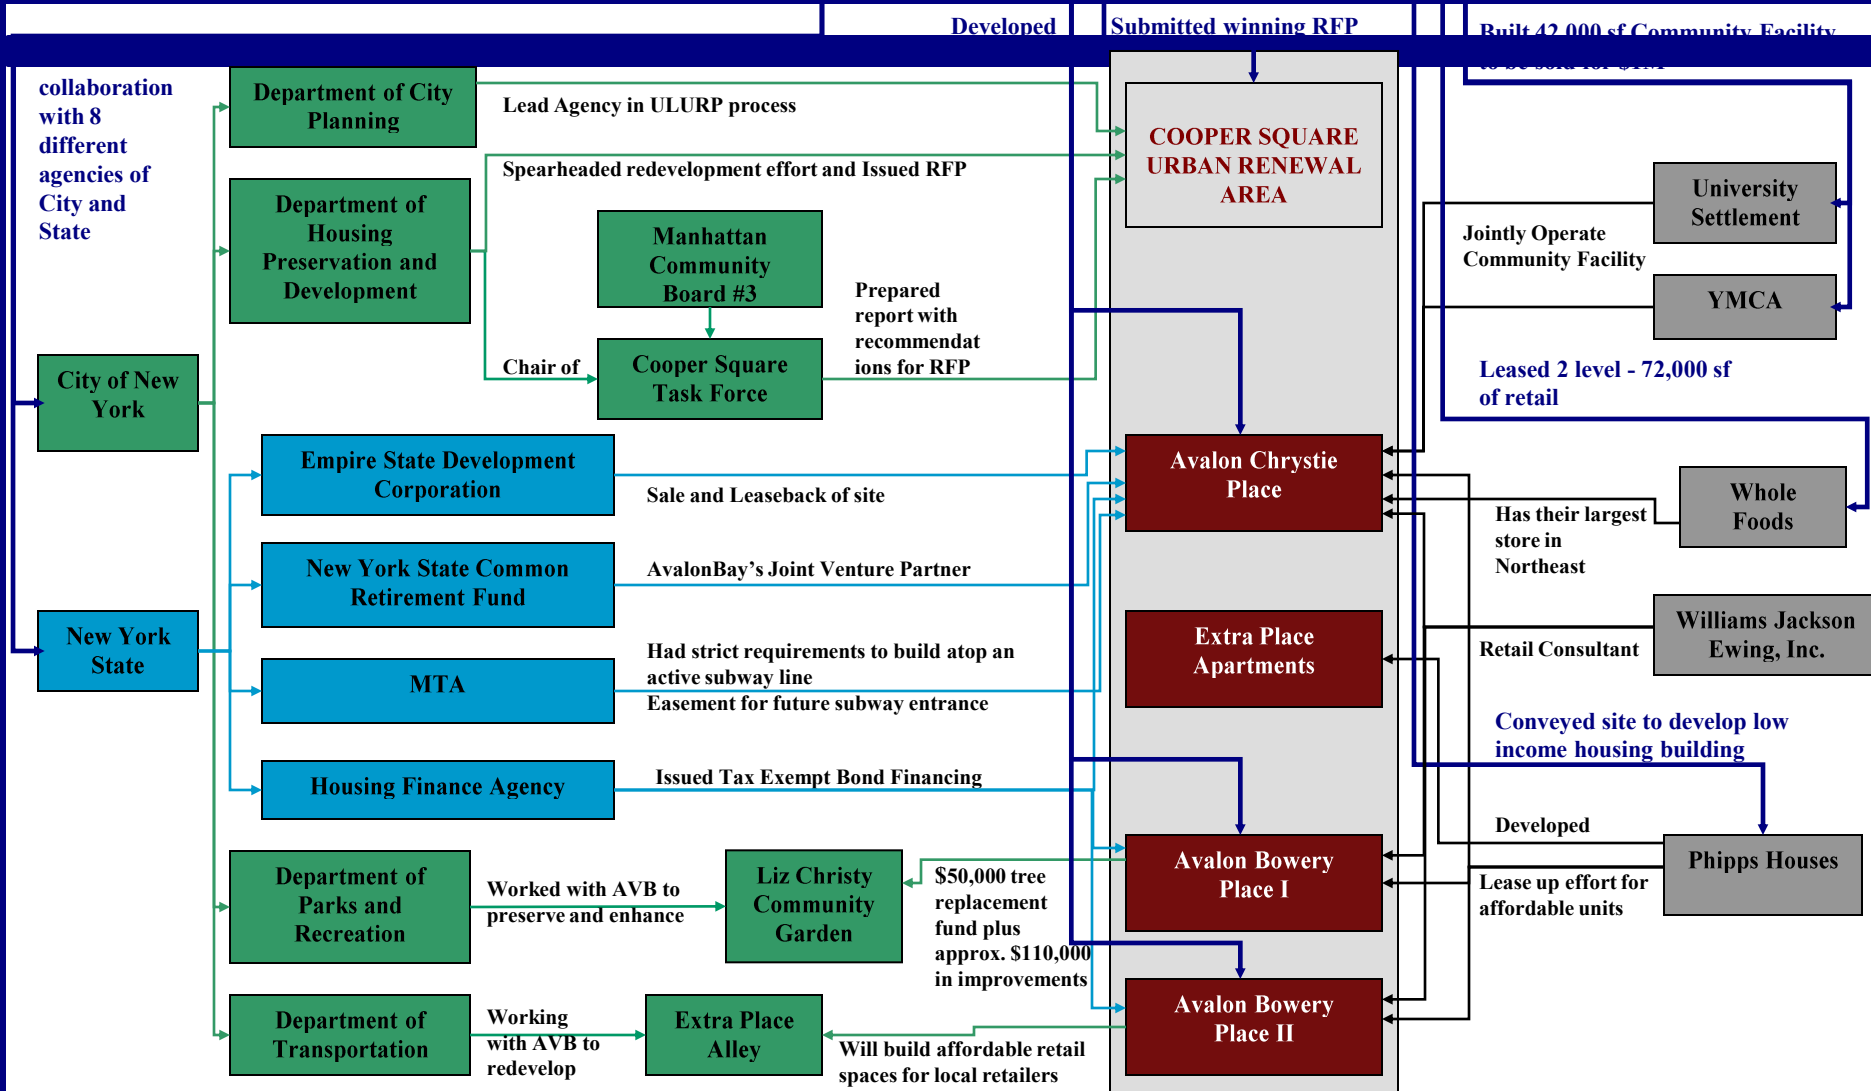 Developed
Submitted winning RFP
Built 42,000 sf Community Facility
to be sold for $1M
collaboration
with 8
different
agencies of
City and
State
Department of City
Planning
Lead Agency in ULURP process
COOPER SQUARE
URBAN RENEWAL
AREA
Spearheaded redevelopment effort and Issued RFP
Department of
Housing
Preservation and
Development
Manhattan
Community
Board #3
University
Settlement
Jointly Operate
Community Facility
YMCA
Prepared
report with
recommendat
ions for RFP
Chair of
Cooper Square
Task Force
City of New
York
Leased 2 level - 72,000 sf
of retail
Empire State Development
Corporation
Sale and Leaseback of site
Avalon Chrystie
Place
Whole
Foods
Has their largest
store in
Northeast
New York State Common
Retirement Fund
AvalonBay's Joint Venture Partner
New York
State
Extra Place
Apartments
Williams Jackson
Ewing, Inc.
Retail Consultant
MTA
Had strict requirements to build atop an
active subway line
Easement for future subway entrance
Conveyed site to develop low
income housing building
Housing Finance Agency
Issued Tax Exempt Bond Financing
Developed
Phipps Houses
Lease up effort for
affordable units
Department of
Parks and
Recreation
Worked with AVB to
preserve and enhance
Liz Christy
Community
Garden
$50,000 tree
replacement
fund plus
approx. $110,000
in improvements
Avalon Bowery
Place I
Department of
Transportation
Working
with AVB to
redevelop
Extra Place
Alley
Will build affordable retail
spaces for local retailers
Avalon Bowery
Place II